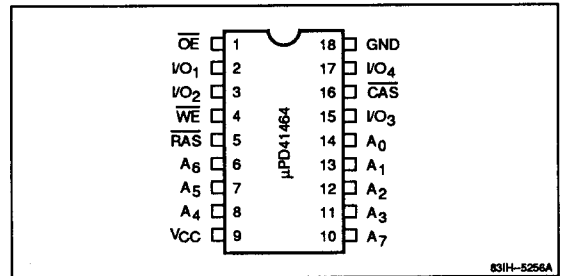 OE 1 18 GND
I/O1 2 17 I/O4
I/O2 3 16 CAS
WE 4 15 I/O3
RAS 5 14 A0
A6 6 13 A1
A5 7 12 A2
A4 8 11 A3
VCC 9 10 A7
μPD41464
83IH-5256A